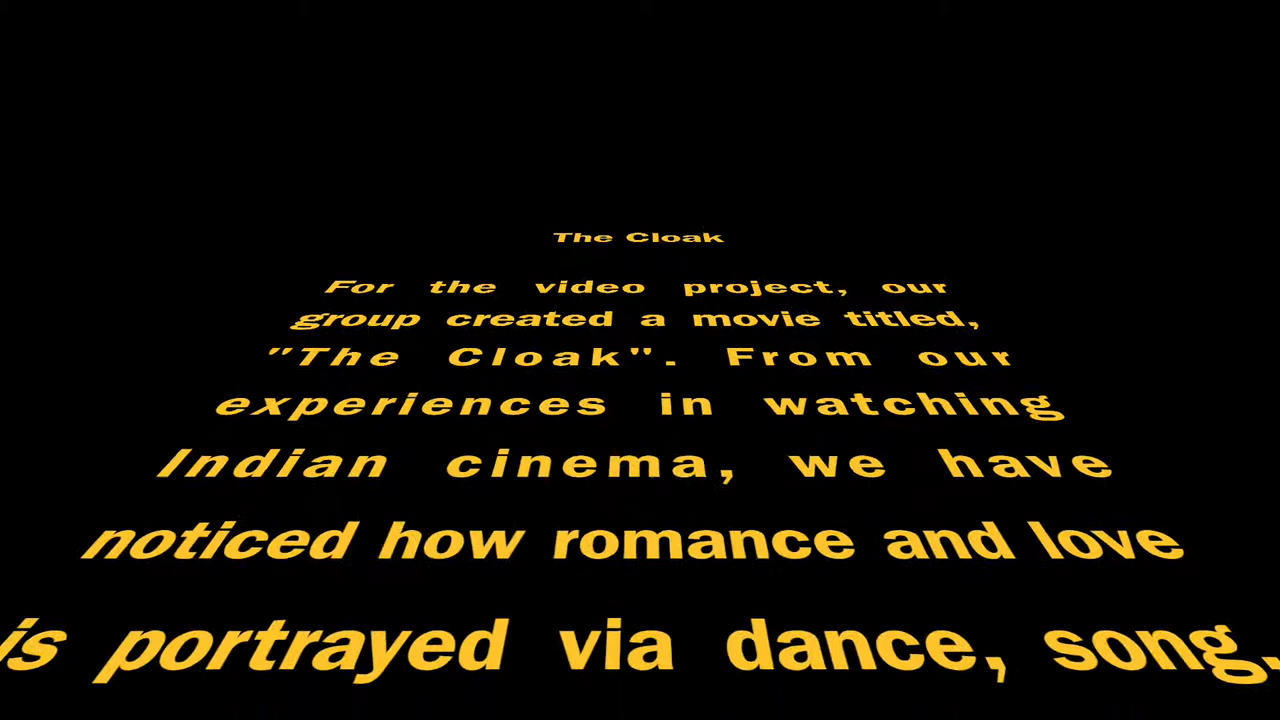 The Cloak
For the video project, our
group created a movie titled,
"The Cloak". From our
experiences in watching
Indian cinema, we have
noticed how romance and love
is portrayed via dance, song,